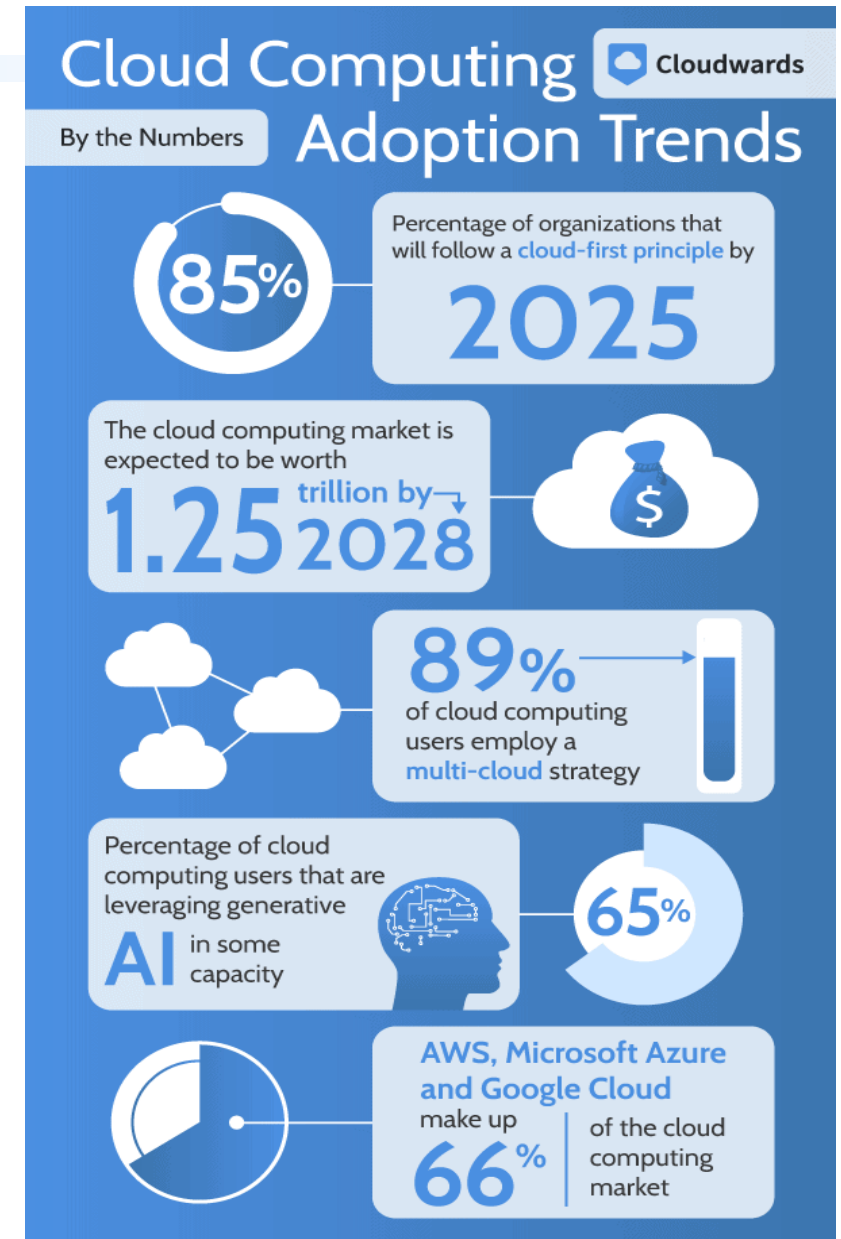 Cloud Computing
Cloudwards
By the Numbers
Adoption Trends
85%
Percentage of organizations that
will follow a cloud-first principle by
2025
The cloud computing market is
expected to be worth
1.25 trillion by
2028
$
89%
of cloud computing
users employ a
multi-cloud strategy
Percentage of cloud
computing users that are
leveraging generative
AI in some
capacity
65%
AWS, Microsoft Azure
and Google Cloud
make up
66%
of the cloud
computing
market